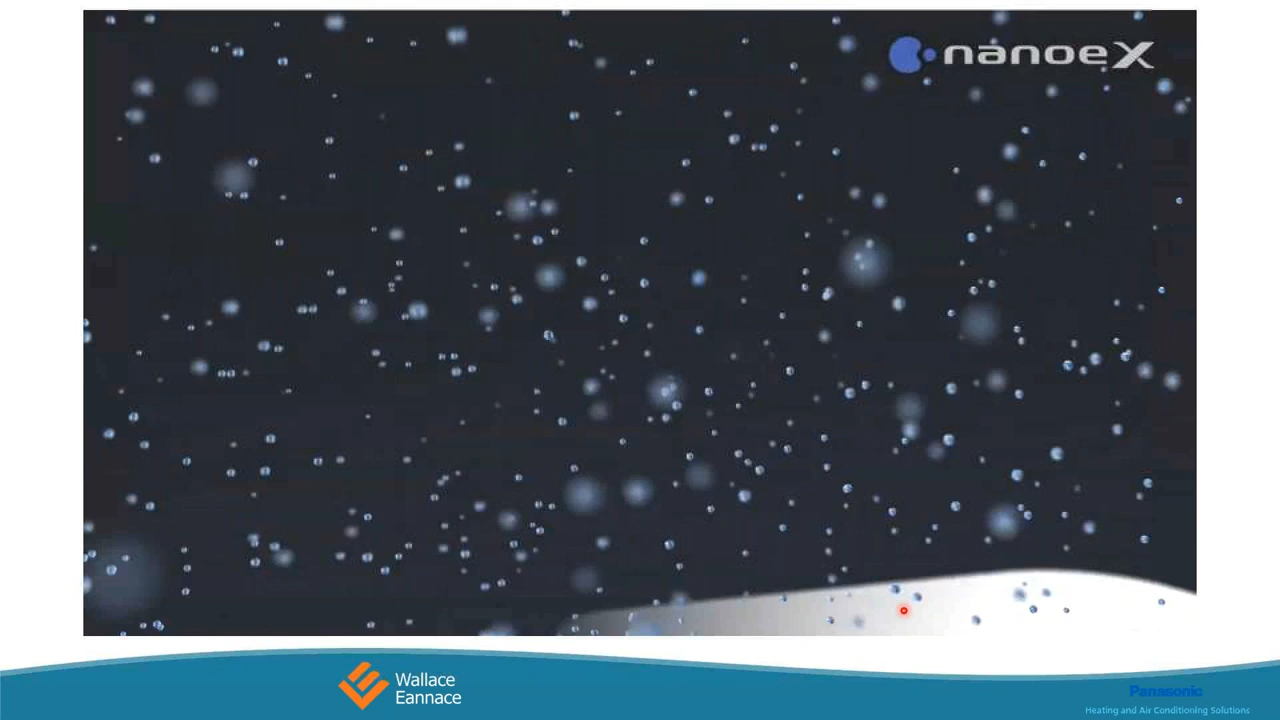 nanoeX
Wallace
Eannace
Panasonic
Heating and Air Conditioning Solutions